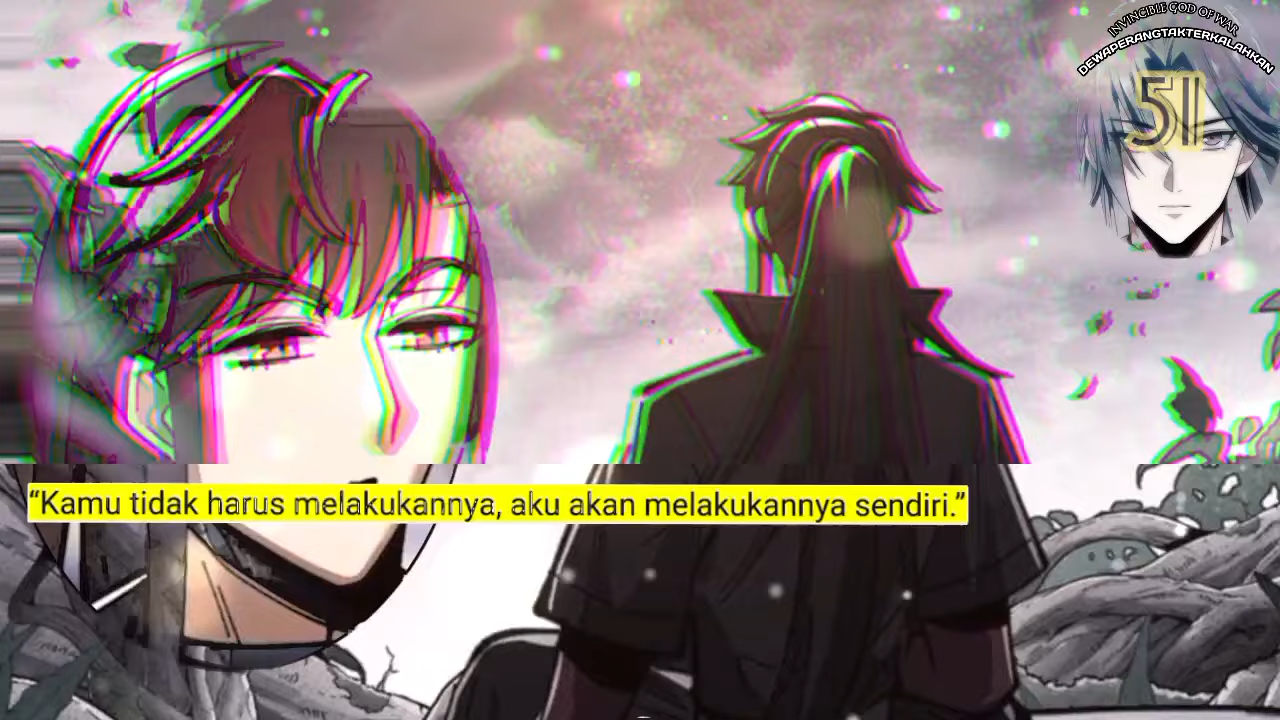 INVINCIBLE GOD OF WAR
DEWAPERANGTAKTERKALAHKAN
51
“Kamu tidak harus melakukannya, aku akan melakukannya sendiri.”